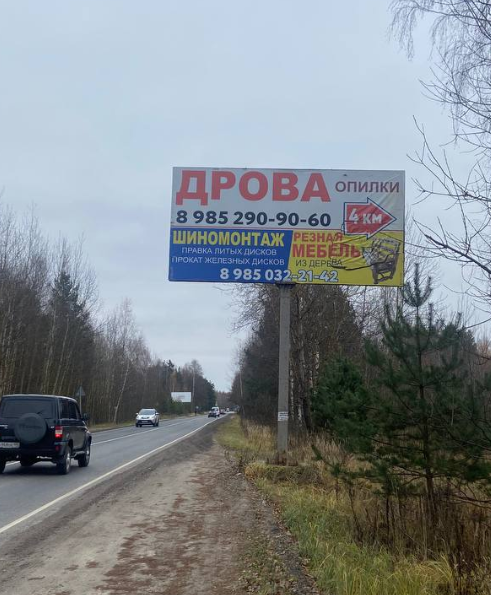 ДРОВА ОПИЛКИ
8 985 290-90-60 4 КМ
ШИНОМОНТАЖ
ПРАВКА ЛИТЫХ ДИСКОВ
ПРОКАТ ЖЕЛЕЗНЫХ ДИСКОВ
РЕЗНАЯ
МЕБЕЛЬ
ИЗ ДЕРЕВА
8 985 032-21-42